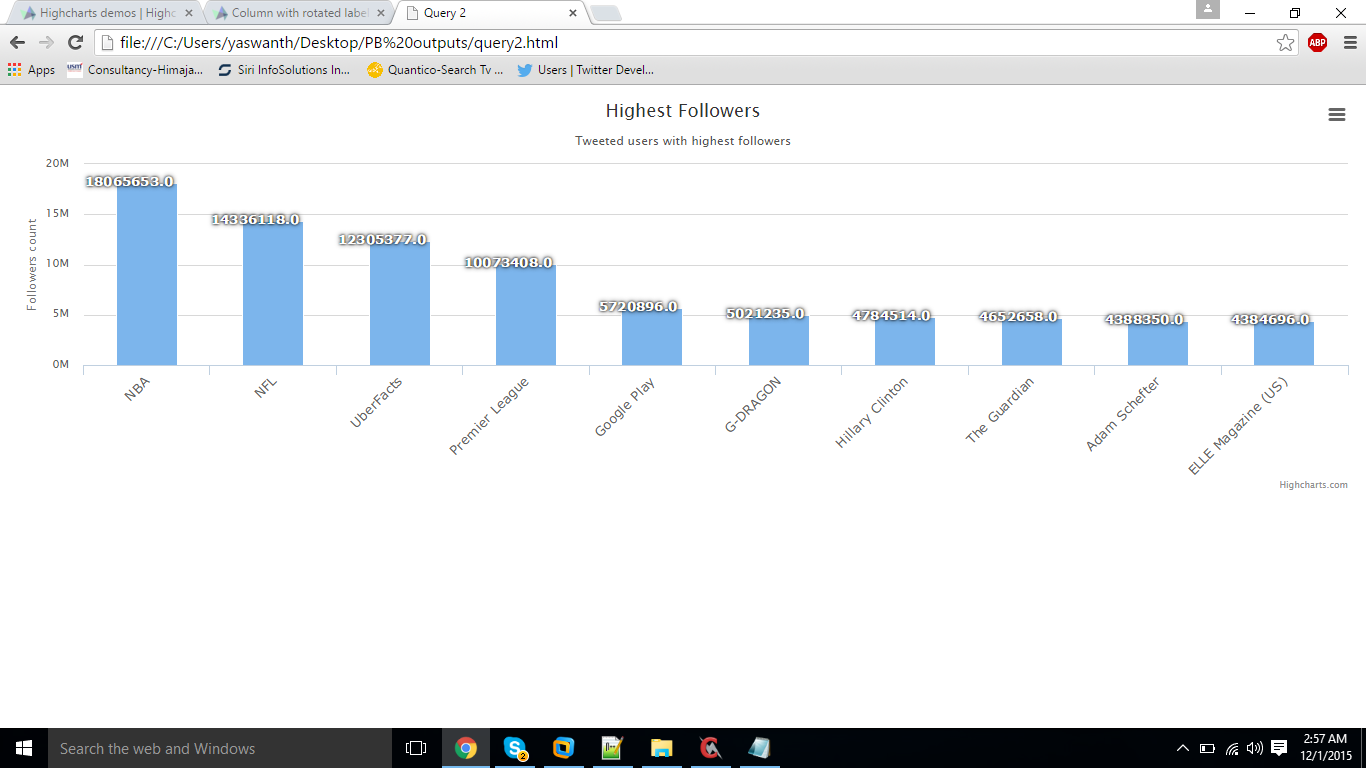 Highcharts demos | Highc
Column with rotated label
Query 2
file:///C:/Users/yaswanth/Desktop/PB%20outputs/query2.html
ABP
Apps
usmf
Consultancy-Himaja...
Siri InfoSolutions In...
Quantico-Search Tv ...
Users | Twitter Devel...
Highest Followers
Tweeted users with highest followers
Followers count
20M
15M
10M
5M
0M
18065653.0
14336118.0
12305377.0
10073408.0
5720896.0
5021235.0
4784514.0
4652658.0
4388350.0
4384696.0
NBA
NFL
UberFacts
Premier League
Google Play
G-DRAGON
Hillary Clinton
The Guardian
Adam Schefter
ELLE Magazine (US)
Highcharts.com
Search the web and Windows
2
2:57 AM
12/1/2015